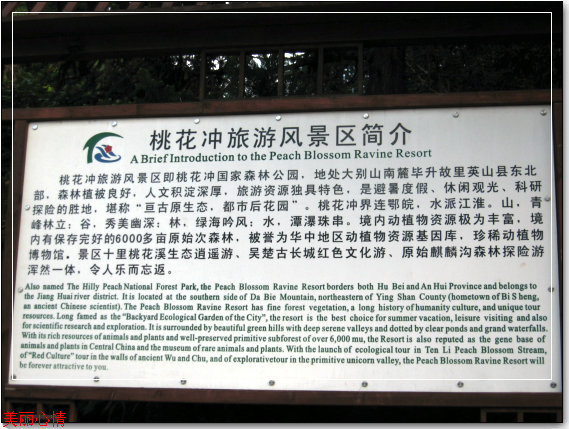 桃花冲旅游风景区简介
A Brief Introduction to the Peach Blossom Ravine Resort
桃花冲旅游风景区即桃花冲国家森林公园，地处大别山南麓毕升故里英山县东北
部，森林植被良好，人文积淀深厚，旅游资源独具特色，是避暑度假、休闲观光、科研
探险的胜地，堪称“亘古原生态，都市后花园”。桃花冲界连鄂皖，水派江淮。山，青
峰林立；谷，秀美幽深；林，绿海吟风；水，潭瀑珠串。境内动植物资源极为丰富，境
内有保存完好的6000多亩原始次森林，被誉为华中地区动植物资源基因库，珍稀动植物
博物馆。景区十里桃花溪生态逍遥游、吴楚古长城红色文化游、原始麒麟沟森林探险游
浑然一体，令人乐而忘返。
Also named The Hilly Peach National Forest Park, the Peach Blossom Ravine Resort borders both Hu Bei and An Hui Province and belongs to
the Jiang Huai river district. It is located at the southern side of Da Bie Mountain, northeastern of Ying Shan County (hometown of Bi S heng,
an ancient Chinese scientist). The Peach Blossom Ravine Resort has fine forest vegetation, a long history of humanity culture, and unique tour
resources. Long famed as the "Backyard Ecological Garden of the City", the resort is the best choice for summer vacation, leisure visiting and also
for scientific research and exploration. It is surrounded by beautiful green hills with deep serene valleys and dotted by clear ponds and grand waterfalls.
With its rich resources of animals and plants and well-preserved primitive subforest of over 6,000 mu, the Resort is also reputed as the gene base of
animals and plants in Central China and the museum of rare animals and plants. With the launch of ecological tour in Ten Li Peach Blossom Stream,
of "Red Culture" tour in the walls of ancient Wu and Chu, and of explorativetour in the primitive unicorn valley, the Peach Blossom Ravine Resort will
be forever attractive to you.
美丽心情